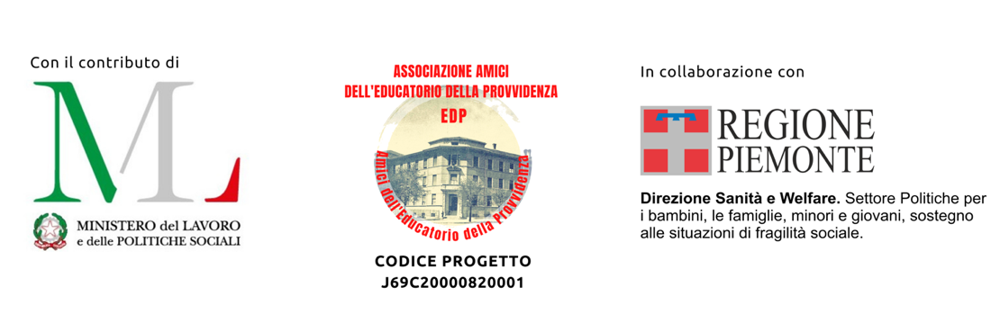 Con il contributo di
ML
MINISTERO del LAVORO
e delle POLITICHE SOCIALI
ASSOCIAZIONE AMICI
DELL'EDUCATORIO DELLA PROVVIDENZA
EDP
Amici dell'Educatorio della Provvidenza
CODICE PROGETTO
J69C20000820001
In collaborazione con
REGIONE
PIEMONTE
Direzione Sanità e Welfare. Settore Politiche per
i bambini, le famiglie, minori e giovani, sostegno
alle situazioni di fragilità sociale.